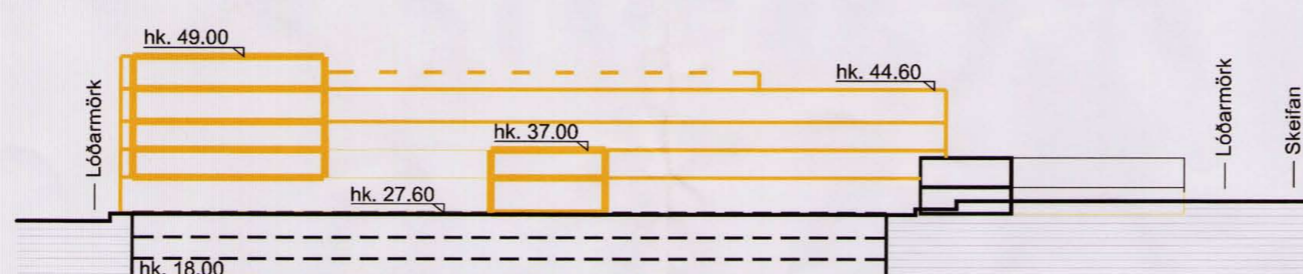 hk. 49.00
hk. 44.60
Lóðarmörk
hk. 37.00
Lóðarmörk
Skeifan
hk. 27.60
hk. 18.00